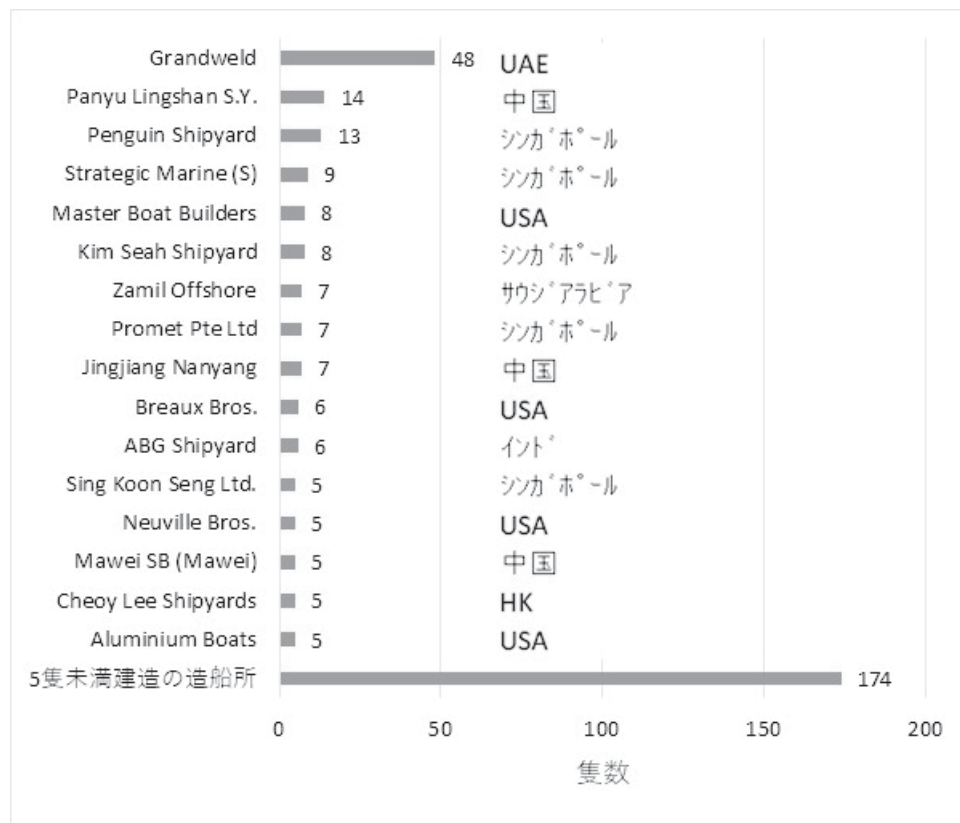 Grandweld 48 UAE
Panyu Lingshan S.Y. 14 中国
Penguin Shipyard 13 シンガポール
Strategic Marine (S) 9 シンガポール
Master Boat Builders 8 USA
Kim Seah Shipyard 8 シンガポール
Zamil Offshore 7 サウジアラビア
Promet Pte Ltd 7 シンガポール
Jingjiang Nanyang 7 中国
Breaux Bros. 6 USA
ABG Shipyard 6 インド
Sing Koon Seng Ltd. 5 シンガポール
Neuville Bros. 5 USA
Mawei SB (Mawei) 5 中国
Cheoy Lee Shipyards 5 HK
Aluminium Boats 5 USA
5隻未満建造の造船所 174
0 50 100 150 200
隻数